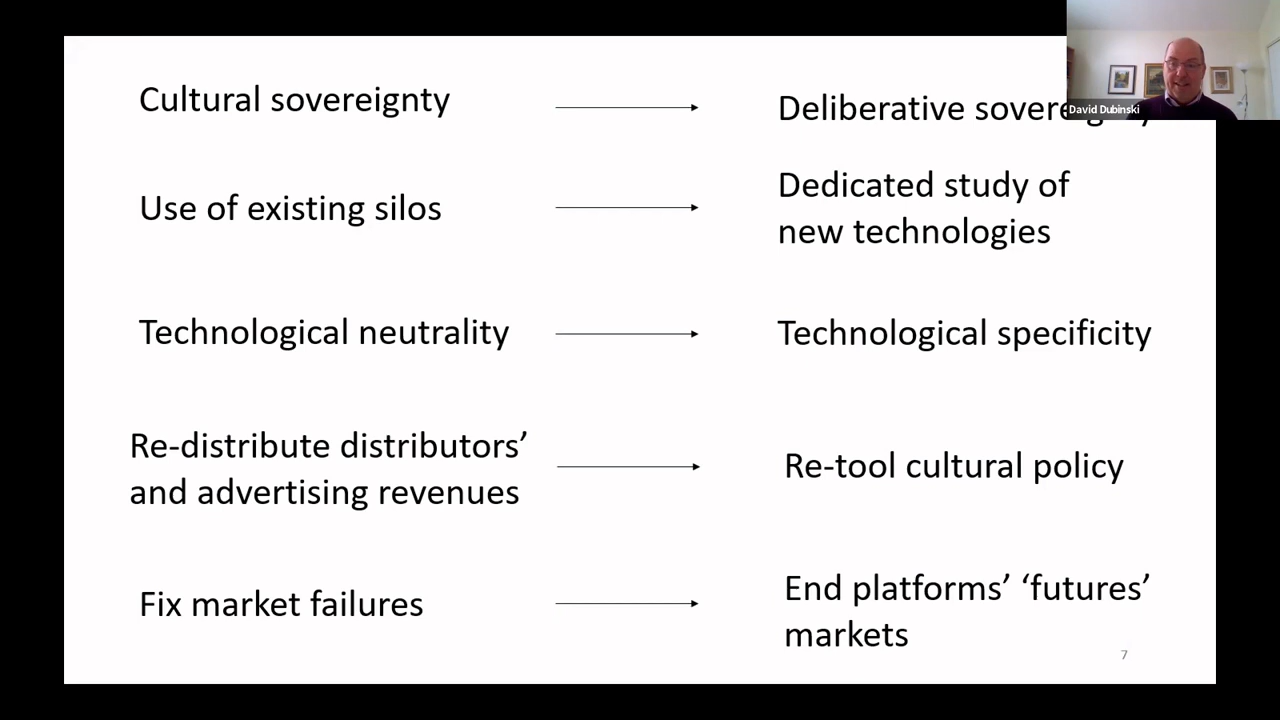 Cultural sovereignty
Deliberative sovereignty
David Dubinski
Use of existing silos
Dedicated study of
new technologies
Technological neutrality
Technological specificity
Re-distribute distributors’
and advertising revenues
Re-tool cultural policy
Fix market failures
End platforms’ ‘futures’
markets
7